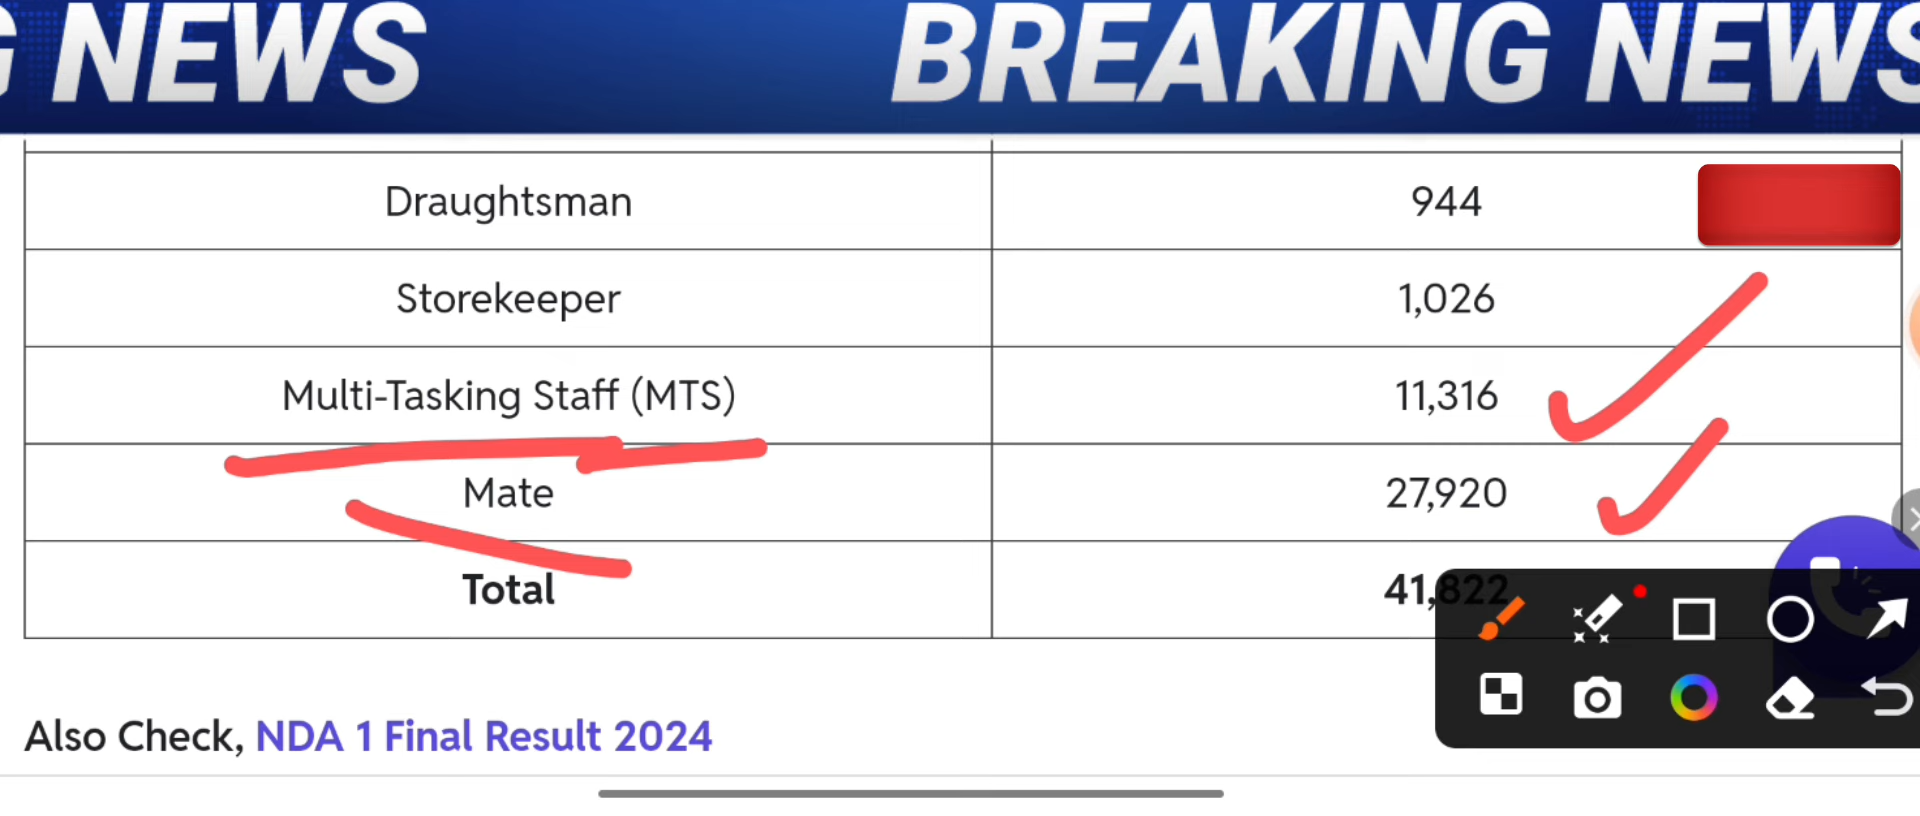 G NEWS BREAKING NEWS
Draughtsman 944
Storekeeper 1,026
Multi-Tasking Staff (MTS) 11,316
Mate 27,920
Total 41,822
Also Check, NDA 1 Final Result 2024